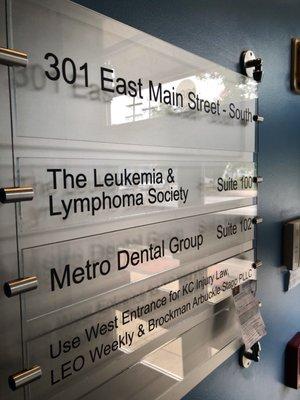 301 East Main Street - South
The Leukemia &
Lymphoma Society
Suite 100
Metro Dental Group
Suite 102
Use West Entrance for KC Injury Law,
LEO Weekly & Brockman Arbuckle Stagg PLLC